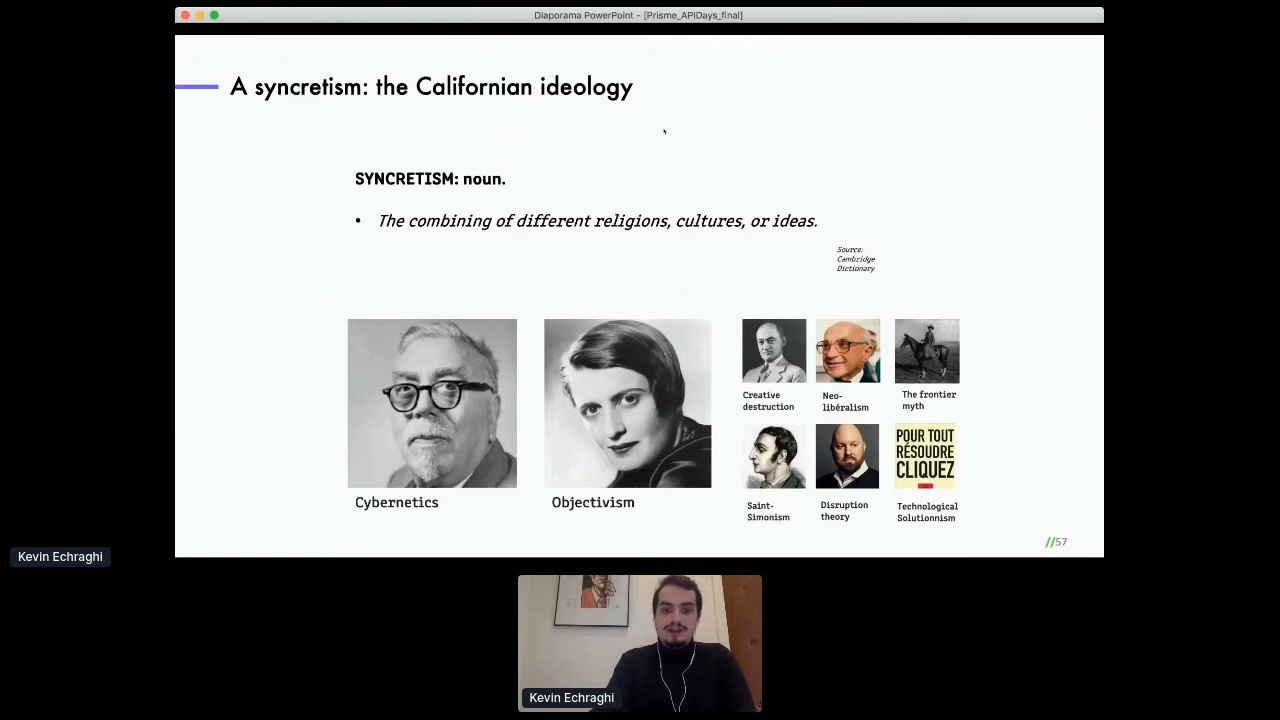 Diaporama PowerPoint - [Prisme_APIDays_final]
A syncretism: the Californian ideology
SYNCRETISM: noun.
• The combining of different religions, cultures, or ideas.
Source:
Cambridge
Dictionary
Cybernetics
Objectivism
Creative
destruction
Neo-
libéralism
The frontier
myth
POUR TOUT
RÉSOUDRE
CLIQUEZ
Saint-
Simonism
Disruption
theory
Technological
Solutionnism
//57
Kevin Echraghi
Kevin Echraghi